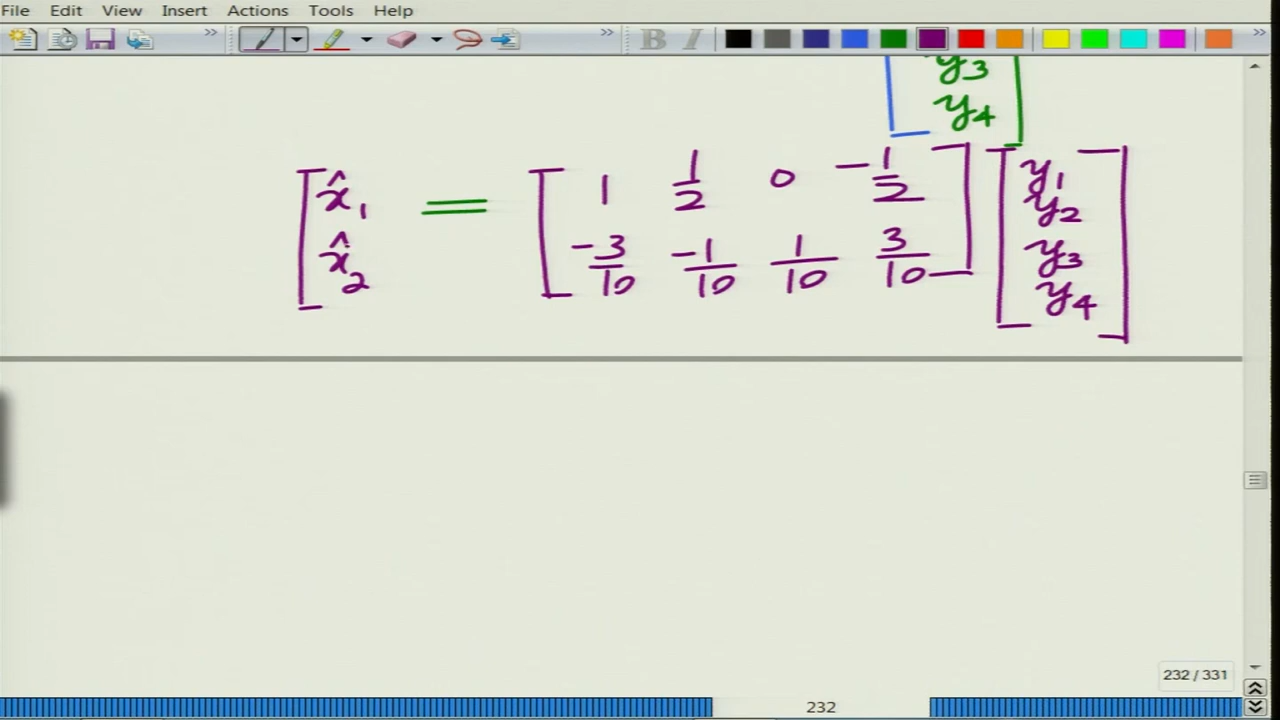 File Edit View Insert Actions Tools Help
B I
y3
y4
[x̂1 = [1 1/2 0 -1/2] [y1
y2
x̂2 -3/10 -1/10 1/10 3/10 y3
y4]
232 / 331
232